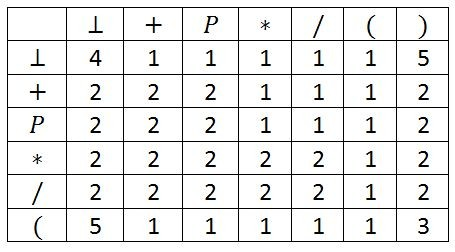 ⊥ + P * / ( )
⊥ 4 1 1 1 1 1 5
+ 2 2 2 1 1 1 2
P 2 2 2 1 1 1 2
* 2 2 2 2 2 1 2
/ 2 2 2 2 2 1 2
( 5 1 1 1 1 1 3